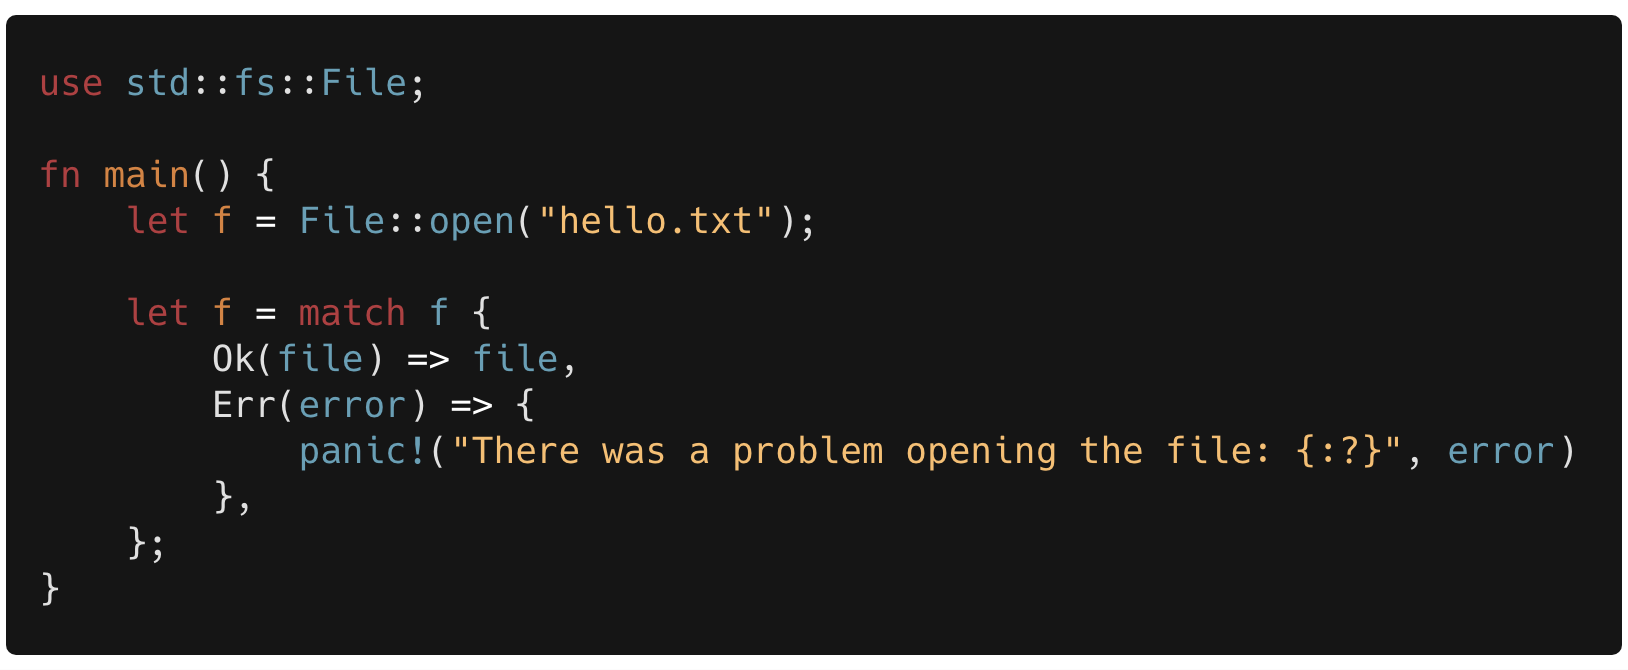 use std::fs::File;

fn main() {
    let f = File::open("hello.txt");

    let f = match f {
        Ok(file) => file,
        Err(error) => {
            panic!("There was a problem opening the file: {:?}", error)
        },
    };
}